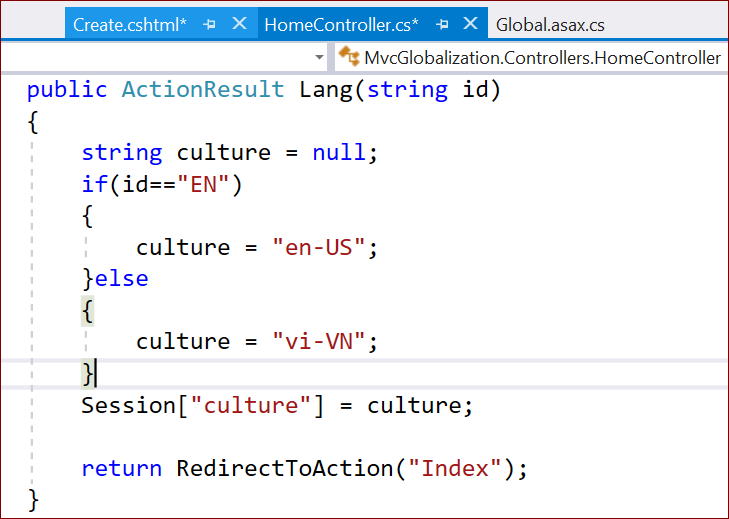 Create.cshtml* HomeController.cs* Global.asax.cs
MvcGlobalization.Controllers.HomeController
public ActionResult Lang(string id)
{
    string culture = null;
    if(id=="EN")
    {
        culture = "en-US";
    }else
    {
        culture = "vi-VN";
    }
    Session["culture"] = culture;
    return RedirectToAction("Index");
}